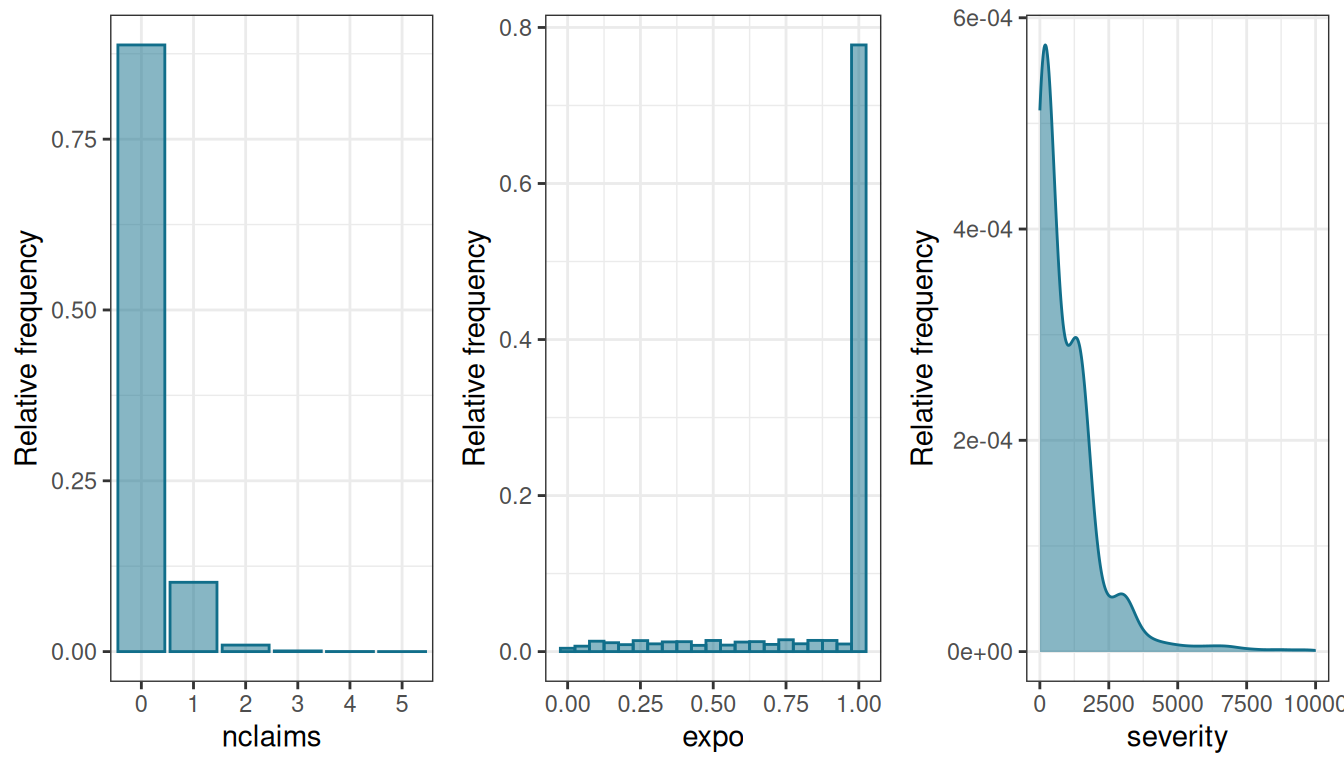 Relative frequency
0.75
0.50
0.25
0.00
0 1 2 3 4 5
nclaims
Relative frequency
0.8
0.6
0.4
0.2
0.0
0.00 0.25 0.50 0.75 1.00
expo
Relative frequency
6e-04
4e-04
2e-04
0e+00
0 2500 5000 7500 10000
severity